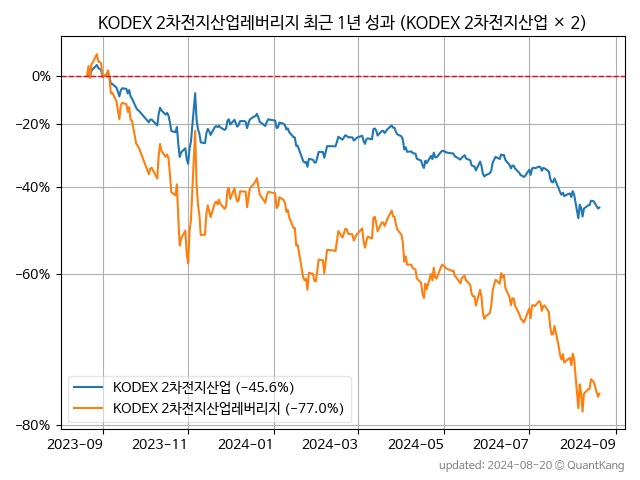 KODEX 2차전지산업레버리지 최근 1년 성과 (KODEX 2차전지산업 × 2)
0%
−20%
−40%
−60%
−80%
KODEX 2차전지산업 (−45.6%)
KODEX 2차전지산업레버리지 (−77.0%)
2023-09 2023-11 2024-01 2024-03 2024-05 2024-07 2024-09
updated: 2024-08-20 © QuantKang